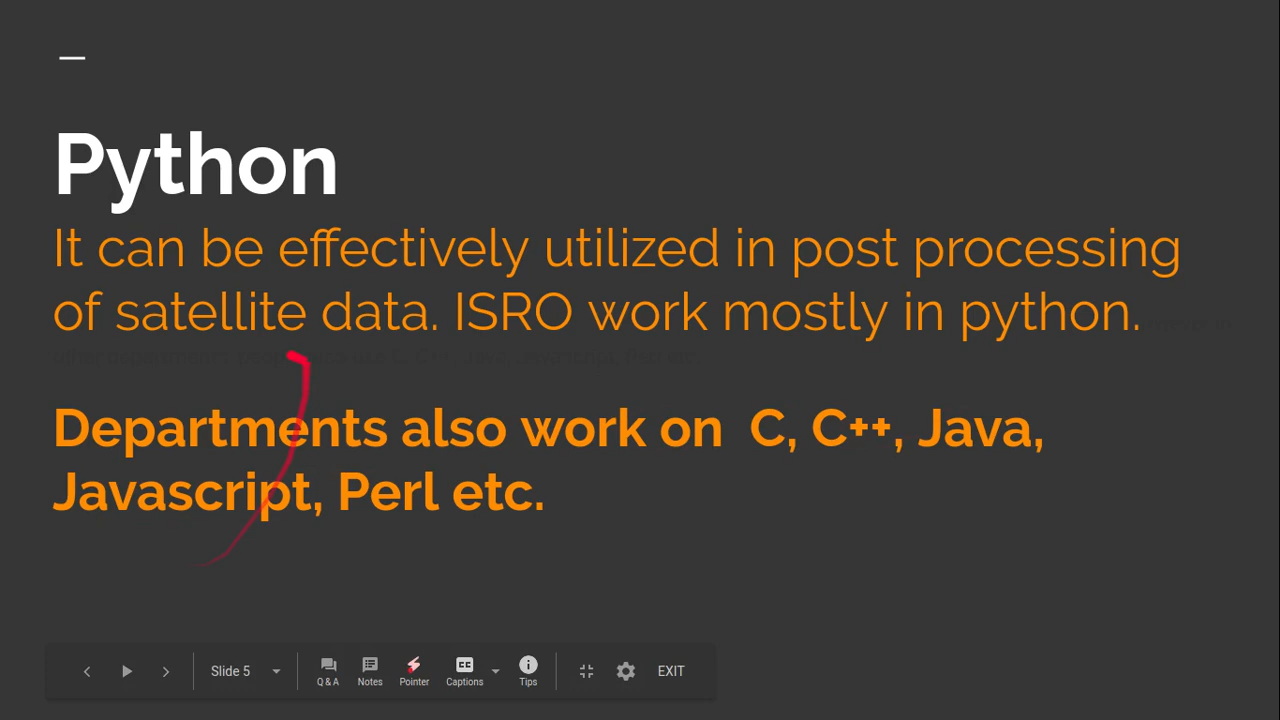 Python
It can be effectively utilized in post processing
of satellite data. ISRO work mostly in python.
Departments also work on C, C++, Java,
Javascript, Perl etc.
Slide 5
Q & A
Notes
Pointer
Captions
Tips
EXIT